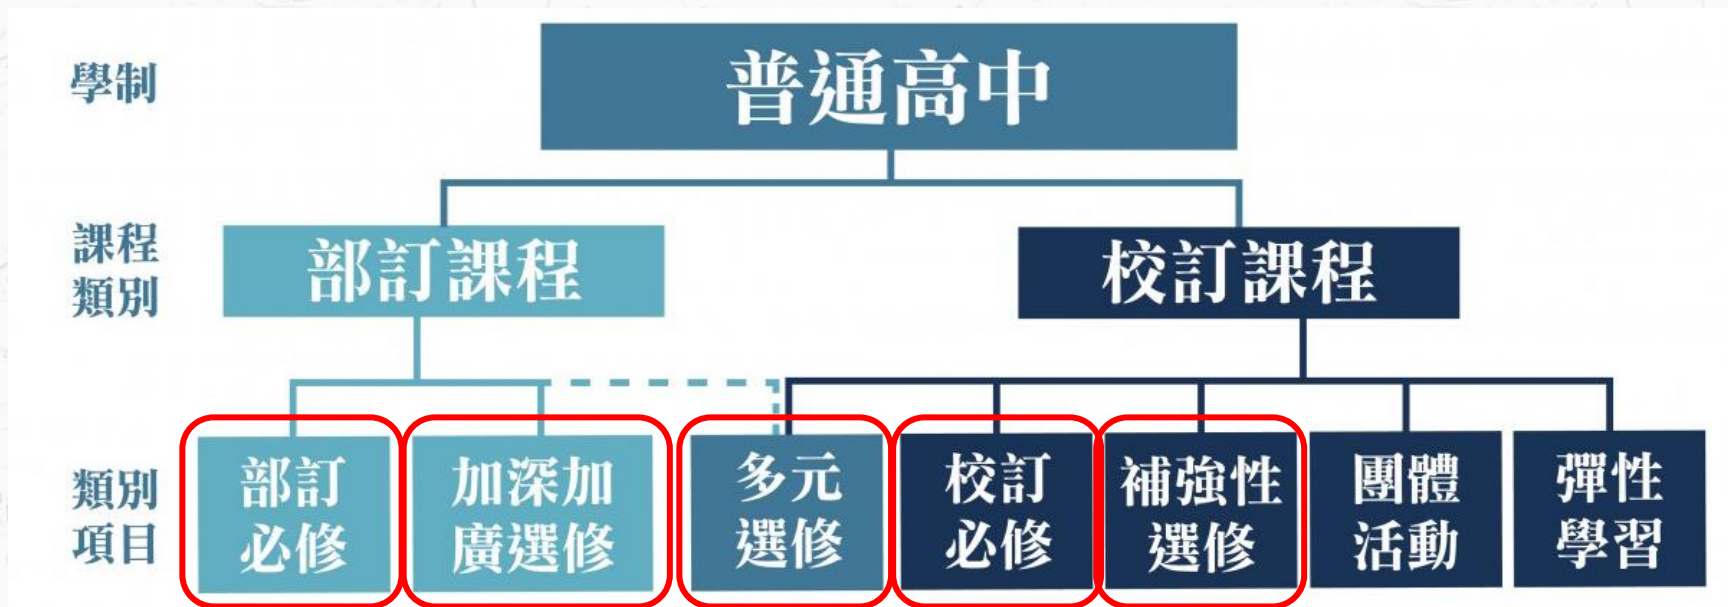 學制
普通高中
課程
類別
部訂課程
校訂課程
類別
項目
部訂
必修
加深加
廣選修
多元
選修
校訂
必修
補強性
選修
團體
活動
彈性
學習